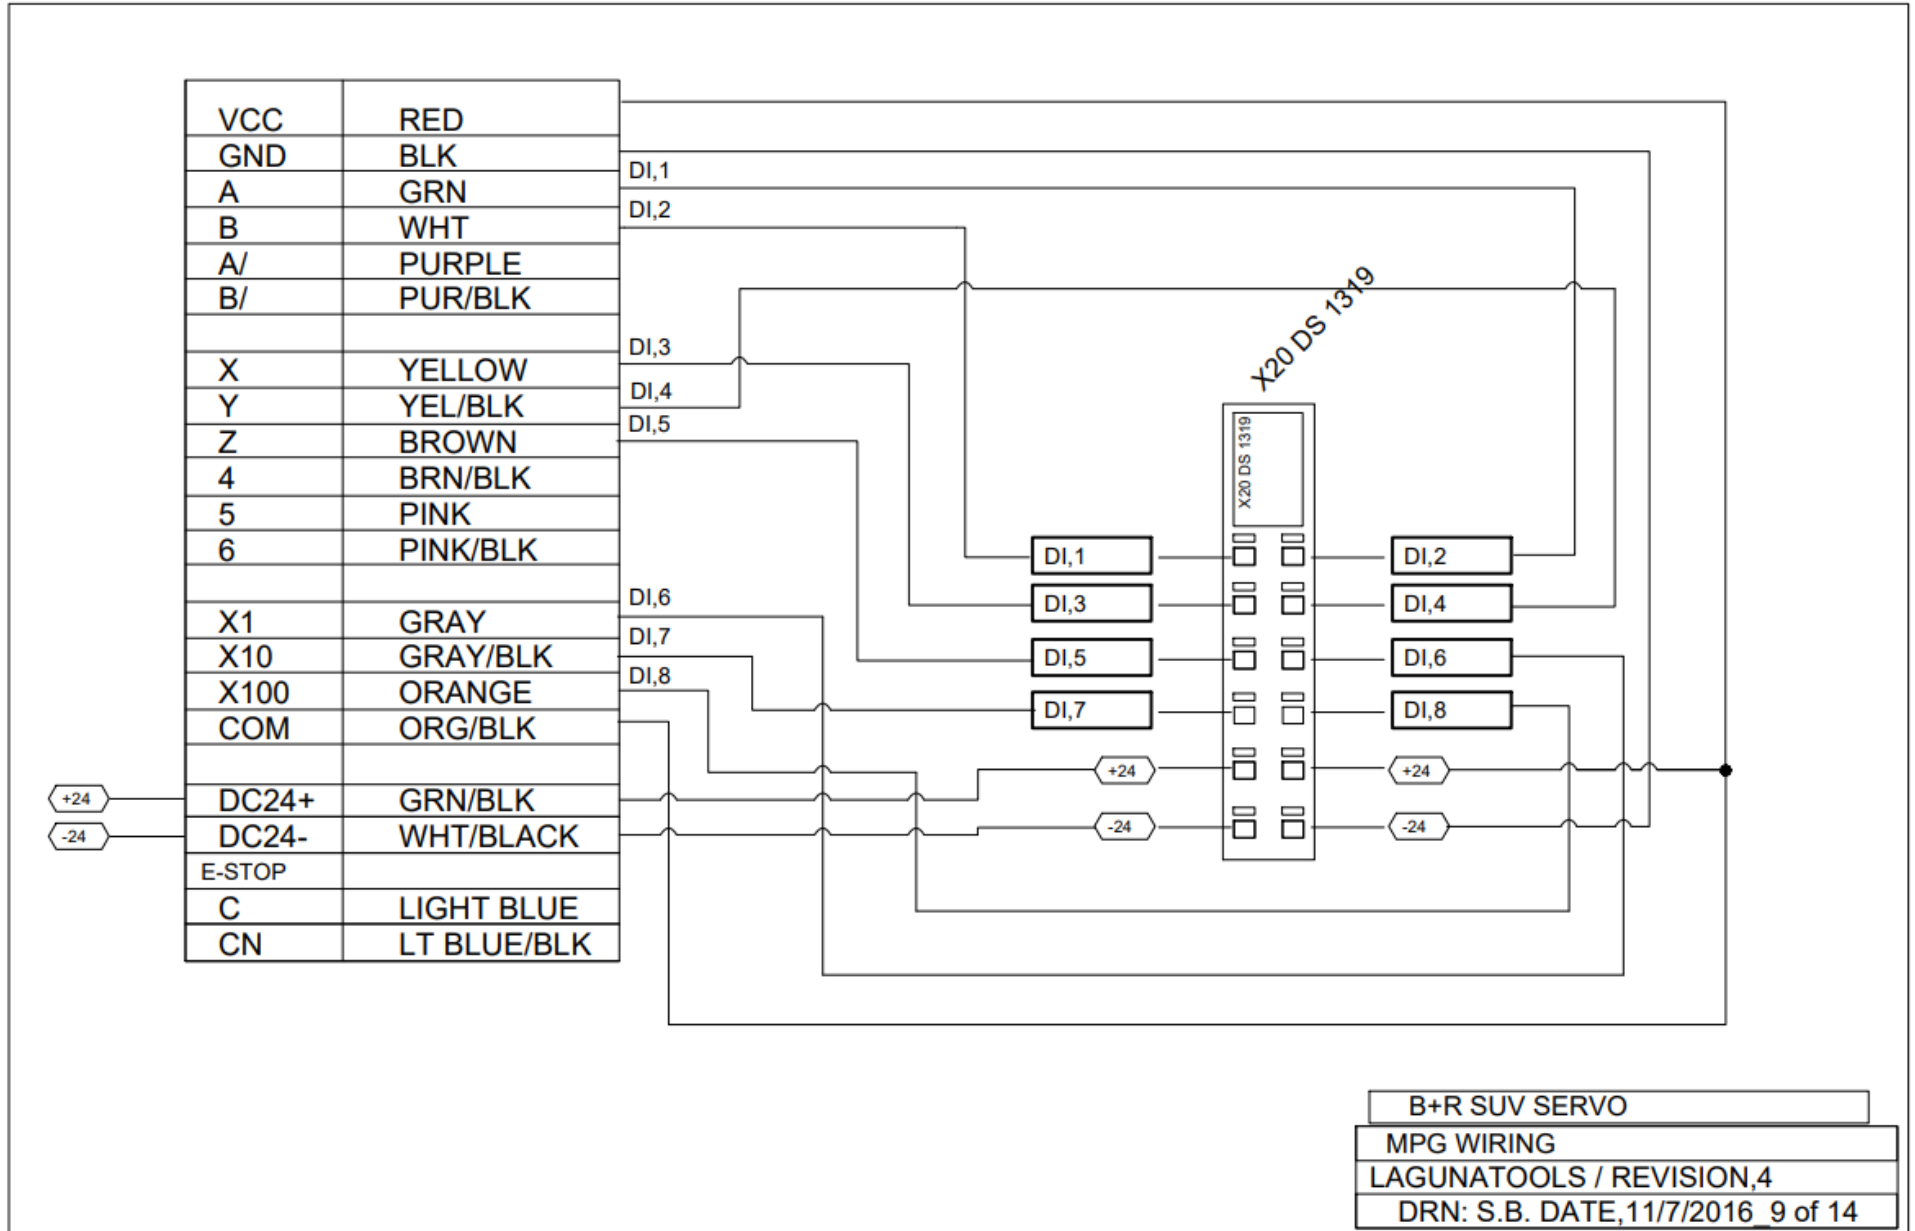 VCC RED
GND BLK
DI,1
A GRN
DI,2
B WHT
A/ PURPLE
B/ PUR/BLK
DI,3
X YELLOW
DI,4
Y YEL/BLK
DI,5
Z BROWN
4 BRN/BLK
5 PINK
6 PINK/BLK
DI,6
X1 GRAY
DI,7
X10 GRAY/BLK
DI,8
X100 ORANGE
COM ORG/BLK
+24 DC24+ GRN/BLK
-24 DC24- WHT/BLACK
E-STOP
C LIGHT BLUE
CN LT BLUE/BLK
X20 DS 1319
X20 DS 1319
DI,1 DI,2
DI,3 DI,4
DI,5 DI,6
DI,7 DI,8
+24 +24
-24 -24
B+R SUV SERVO
MPG WIRING
LAGUNATOOLS / REVISION,4
DRN: S.B. DATE,11/7/2016_9 of 14